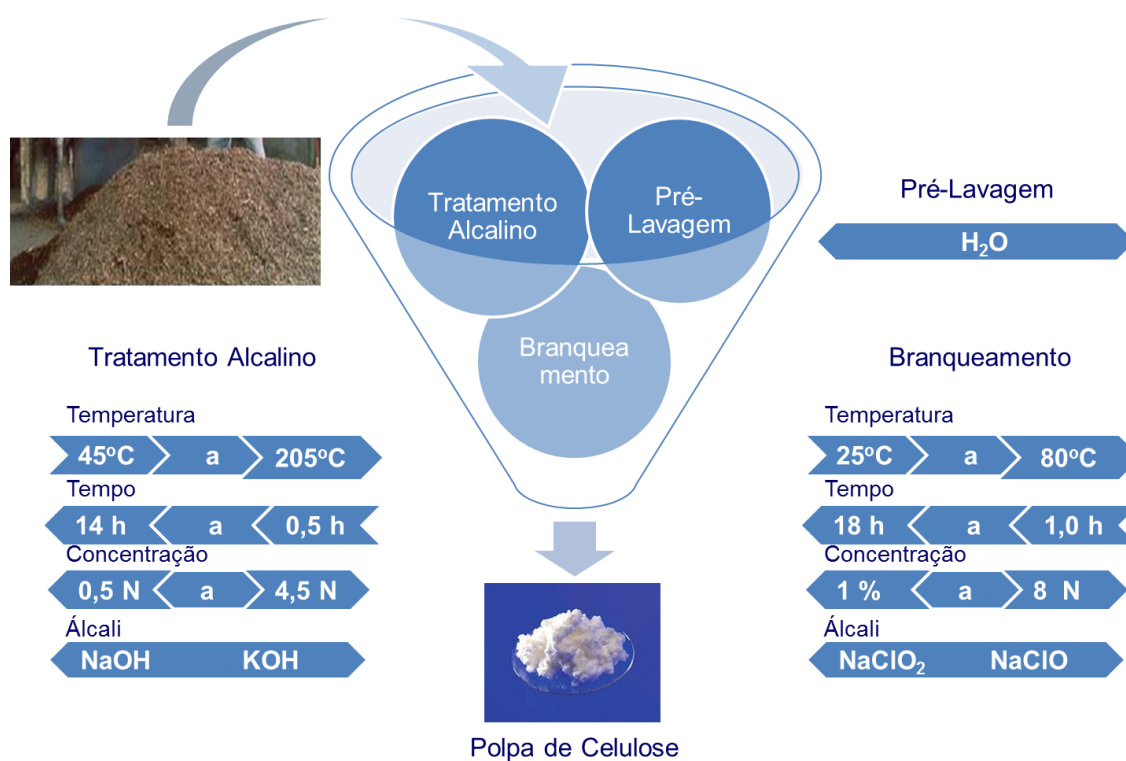 Tratamento
Alcalino
Pré-
Lavagem
Branquea
mento
Pré-Lavagem
H₂O
Tratamento Alcalino
Temperatura
45ºC a 205ºC
Tempo
14 h a 0,5 h
Concentração
0,5 N a 4,5 N
Álcali
NaOH KOH
Branqueamento
Temperatura
25ºC a 80ºC
Tempo
18 h a 1,0 h
Concentração
1 % a 8 N
Álcali
NaClO₂ NaClO
Polpa de Celulose